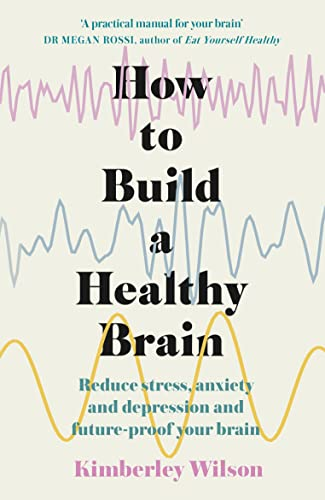 'A practical manual for your brain'
DR MEGAN ROSSI, author of Eat Yourself Healthy
How
to
Build
a
Healthy
Brain
Reduce stress, anxiety
and depression and
future-proof your brain
Kimberley Wilson